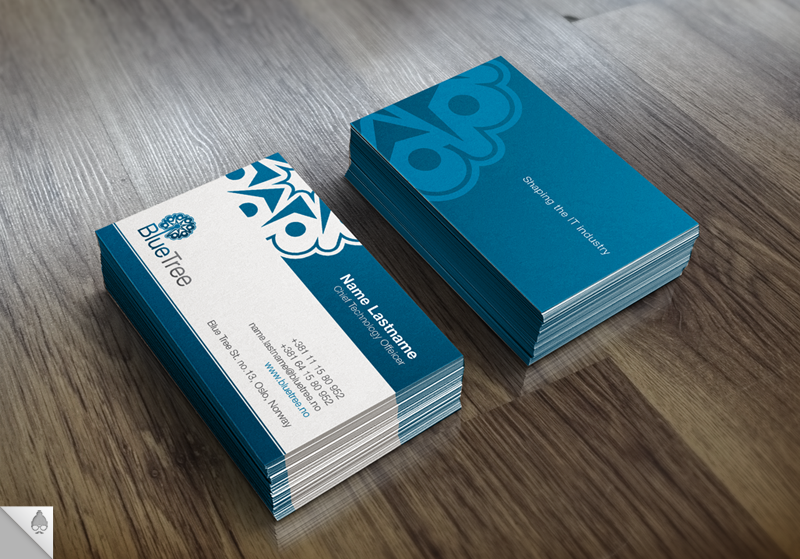 BlueTree
Name Lastname
Chief Technology Offeicer
+381 11 15 80 952
+381 64 15 80 952
name.lastname@bluetree.no
www.bluetree.no
Blue Tree St. no.13, Oslo, Norway
Shaping the IT industry